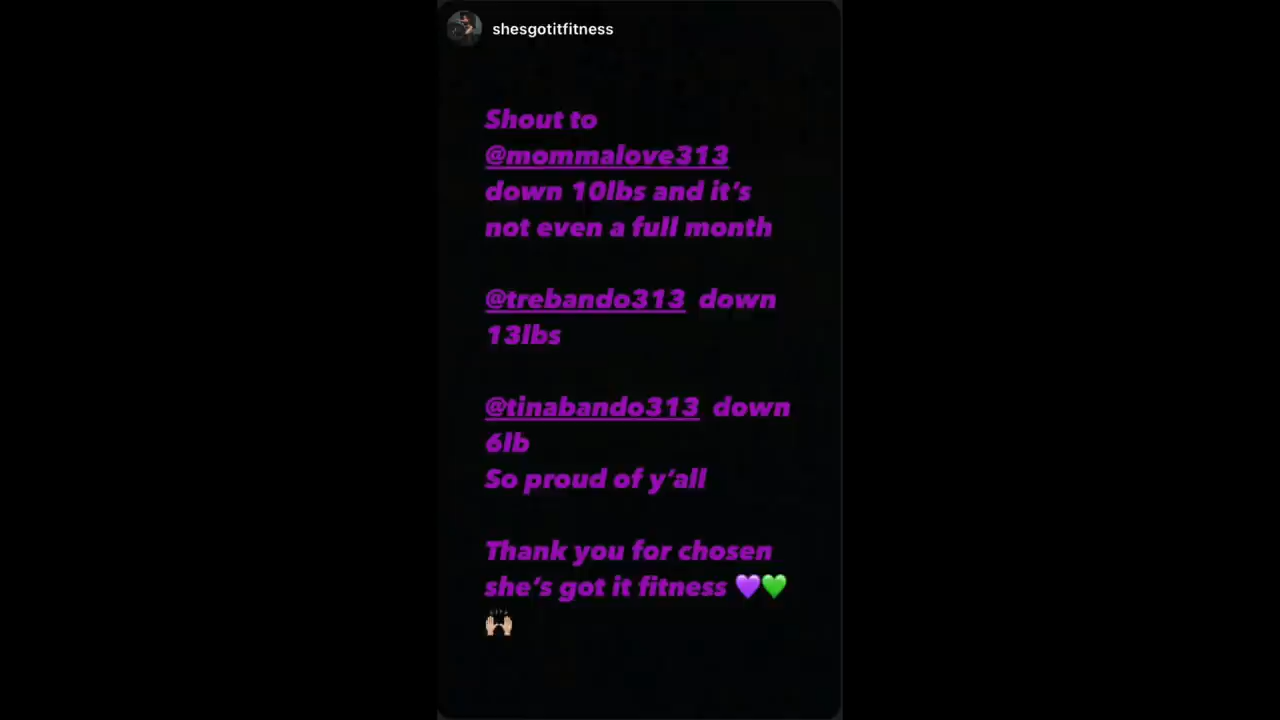 shesgotitfitness
Shout to
@mommalove313
down 10lbs and it's
not even a full month
@trebando313 down
13lbs
@tinabando313 down
6lb
So proud of y'all
Thank you for chosen
she's got it fitness 💜💚
🙌🏼